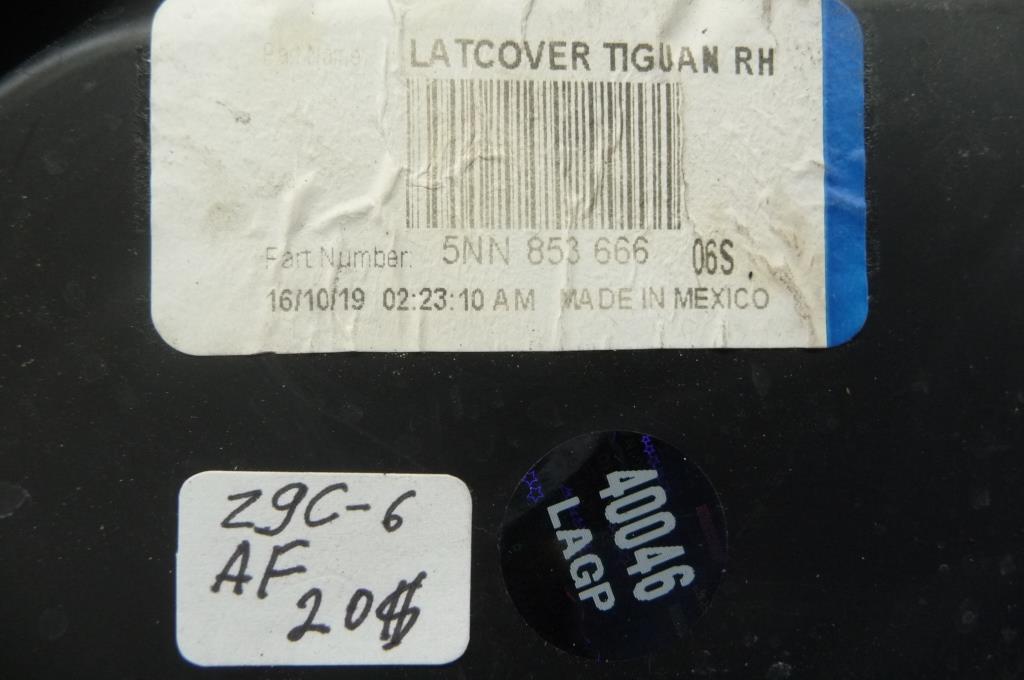 Part Name: LATCOVER TIGUAN RH
Part Number: 5NN 853 666 06S
16/10/19 02:23:10 AM MADE IN MEXICO
z9C-6
AF
20$
40046
LAGP